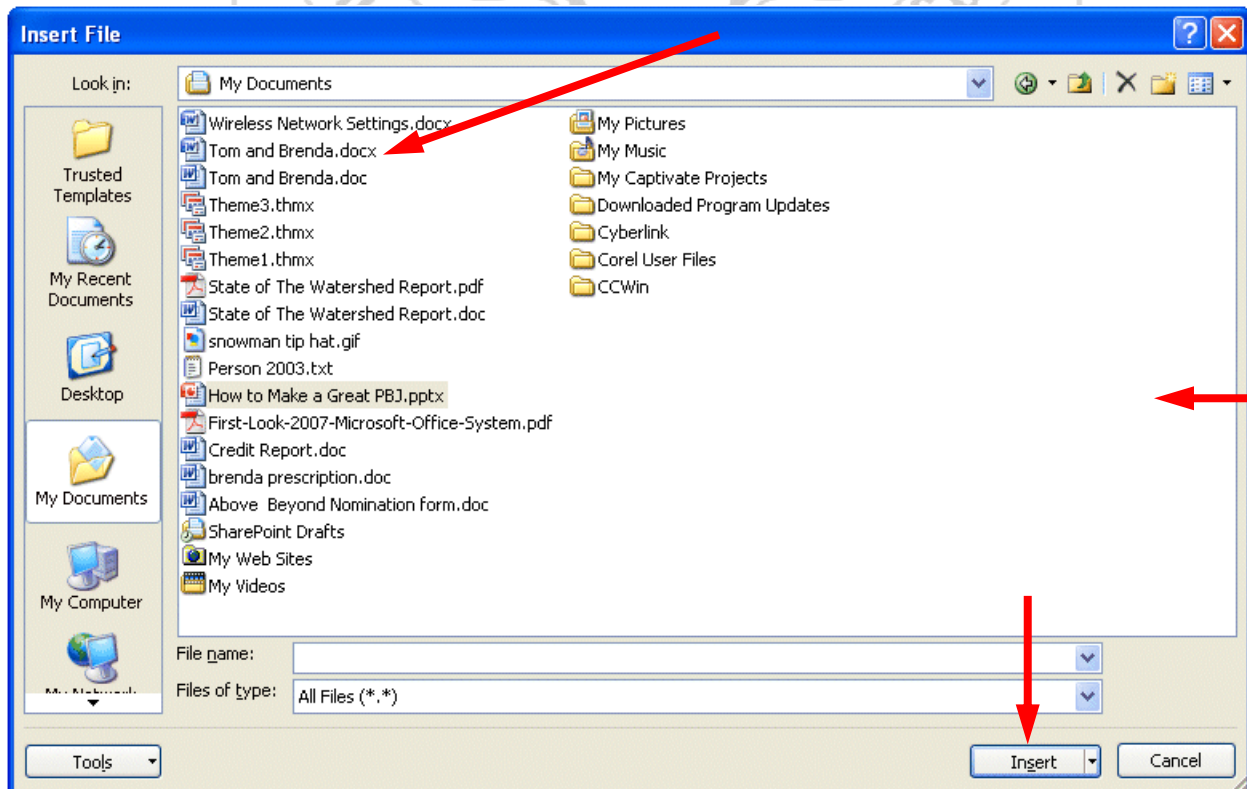 Insert File
Look in:
My Documents
Trusted
Templates
My Recent
Documents
Desktop
My Documents
My Computer
Wireless Network Settings.docx
Tom and Brenda.docx
Tom and Brenda.doc
Theme3.thmx
Theme2.thmx
Theme1.thmx
State of The Watershed Report.pdf
State of The Watershed Report.doc
snowman tip hat.gif
Person 2003.txt
How to Make a Great PBJ.pptx
First-Look-2007-Microsoft-Office-System.pdf
Credit Report.doc
brenda prescription.doc
Above Beyond Nomination form.doc
SharePoint Drafts
My Web Sites
My Videos
My Pictures
My Music
My Captivate Projects
Downloaded Program Updates
Cyberlink
Corel User Files
CCWin
File name:
Files of type:
All Files (*.*)
Tools
Insert
Cancel